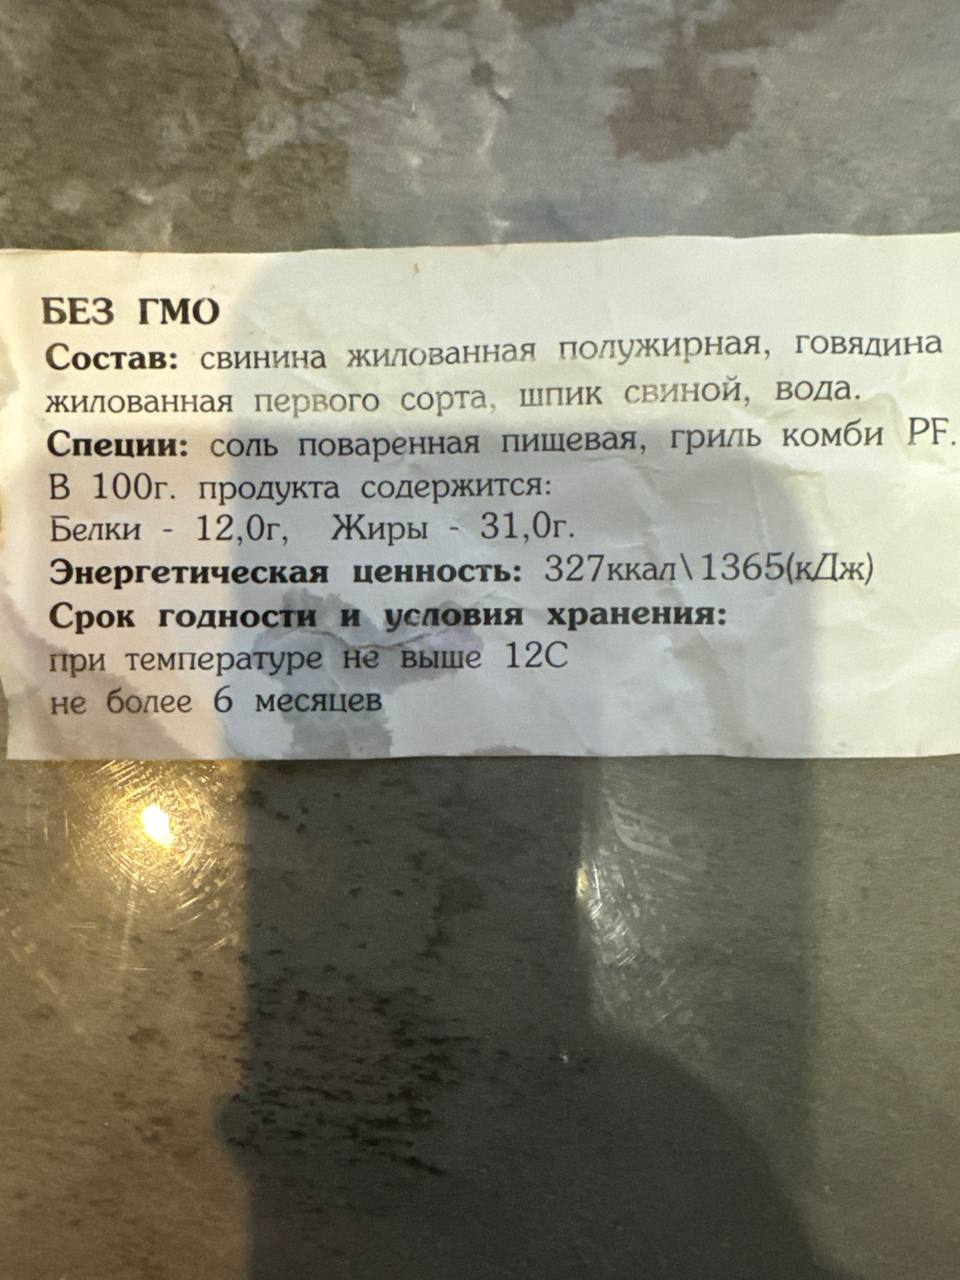 БЕЗ ГМО
Состав: свинина жилованная полужирная, говядина
жилованная первого сорта, шпик свиной, вода.
Специи: соль поваренная пищевая, гриль комби PF.
В 100г. продукта содержится:
Белки - 12,0г, Жиры - 31,0г.
Энергетическая ценность: 327ккал\1365(кДж)
Срок годности и условия хранения:
при температуре не выше 12С
не более 6 месяцев